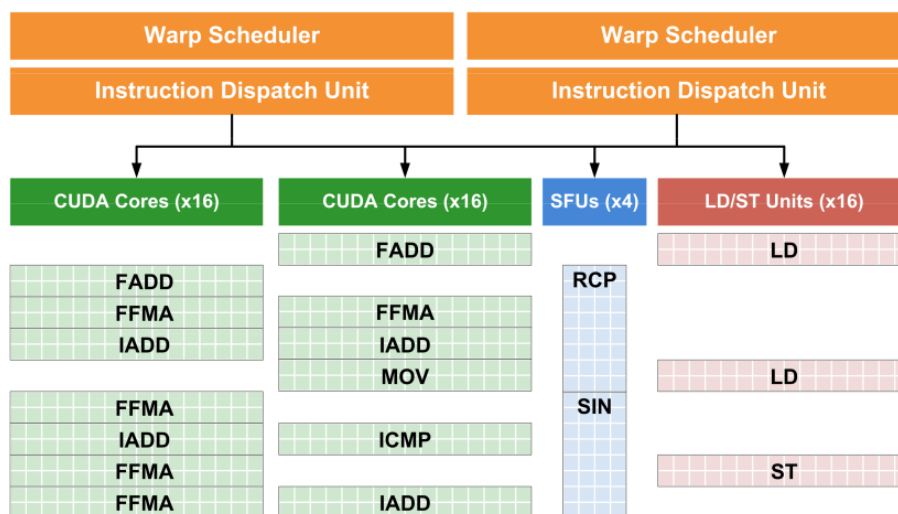 Warp Scheduler
Warp Scheduler
Instruction Dispatch Unit
Instruction Dispatch Unit
CUDA Cores (x16)
CUDA Cores (x16)
SFUs (x4)
LD/ST Units (x16)
FADD
LD
FADD
RCP
FFMA
FFMA
IADD
IADD
MOV
LD
FFMA
SIN
IADD
ICMP
FFMA
ST
FFMA
IADD